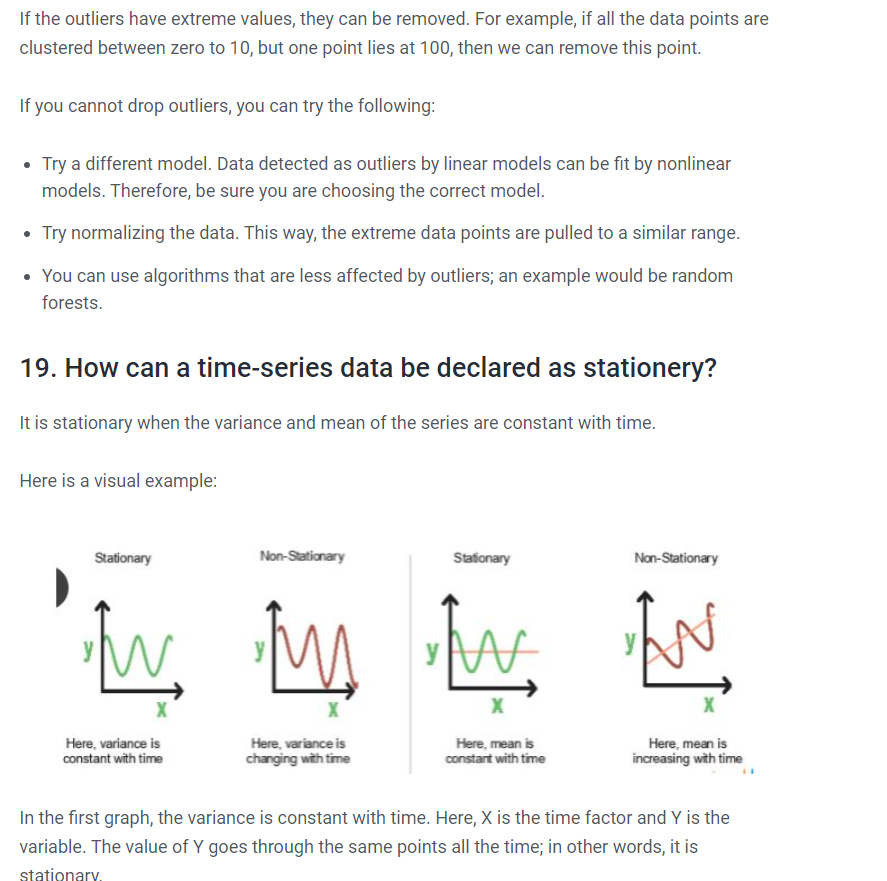 If the outliers have extreme values, they can be removed. For example, if all the data points are
clustered between zero to 10, but one point lies at 100, then we can remove this point.
If you cannot drop outliers, you can try the following:
• Try a different model. Data detected as outliers by linear models can be fit by nonlinear
models. Therefore, be sure you are choosing the correct model.
• Try normalizing the data. This way, the extreme data points are pulled to a similar range.
• You can use algorithms that are less affected by outliers; an example would be random
forests.
19. How can a time-series data be declared as stationery?
It is stationary when the variance and mean of the series are constant with time.
Here is a visual example:
Stationary
y
X
Here, variance is
constant with time
Non-Stationary
y
X
Here, variance is
changing with time
Stationary
y
X
Here, mean is
constant with time
Non-Stationary
y
X
Here, mean is
increasing with time
In the first graph, the variance is constant with time. Here, X is the time factor and Y is the
variable. The value of Y goes through the same points all the time; in other words, it is
stationary.